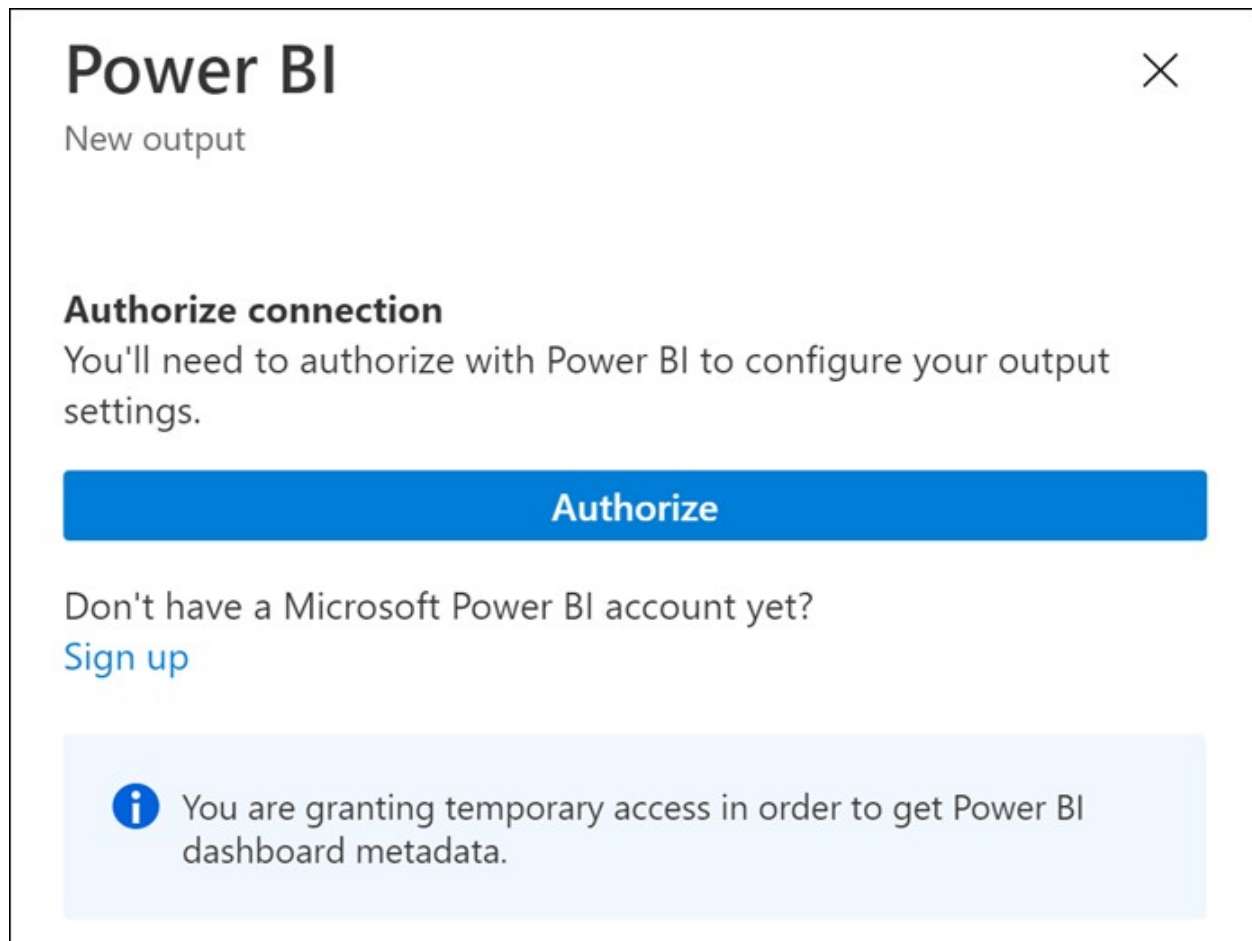 Power BI
New output
Authorize connection
You'll need to authorize with Power BI to configure your output
settings.
Authorize
Don't have a Microsoft Power BI account yet?
Sign up
You are granting temporary access in order to get Power BI
dashboard metadata.